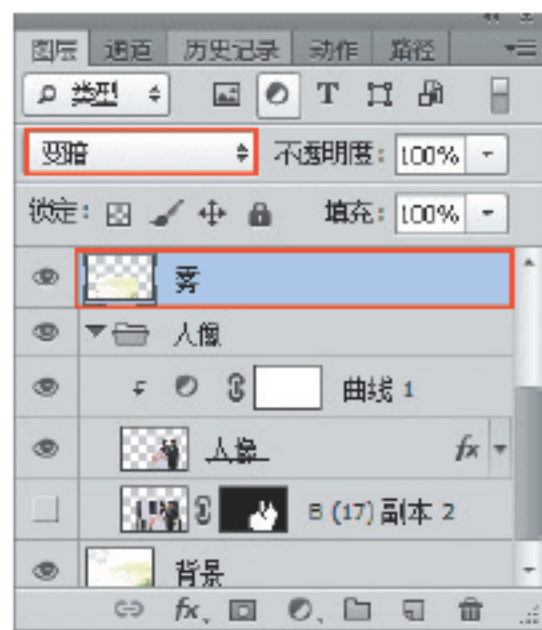 图层 通道 历史记录 动作 路径
类型 T
变暗 不透明度: 100%
锁定: 填充: 100%
雾
人像
曲线 1
人像
fx
B (17) 副本 2
背景
fx